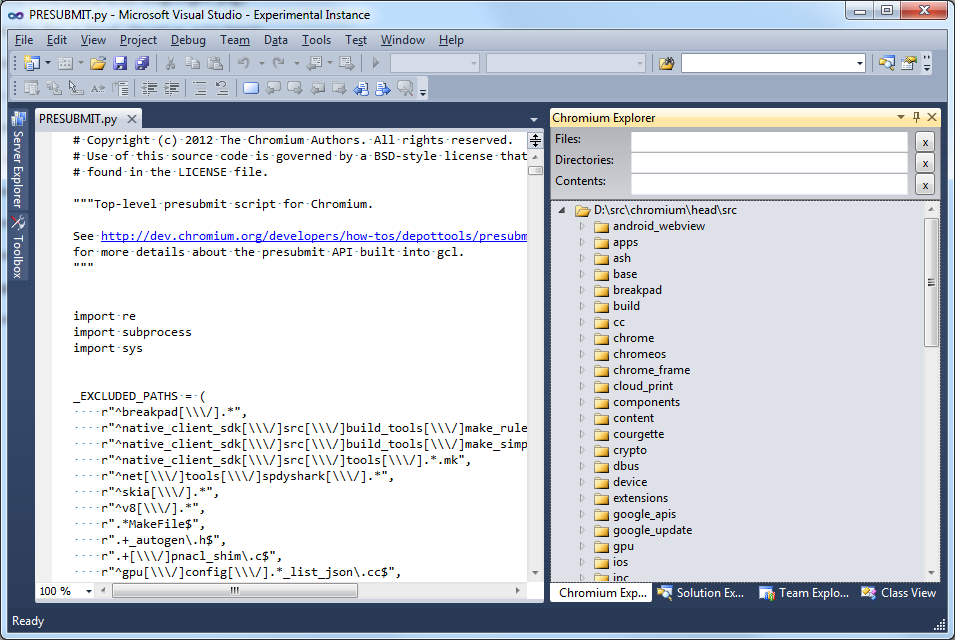 PRESUBMIT.py - Microsoft Visual Studio - Experimental Instance
File Edit View Project Debug Team Data Tools Test Window Help
Server Explorer
Toolbox
PRESUBMIT.py
# Copyright (c) 2012 The Chromium Authors. All rights reserved.
# Use of this source code is governed by a BSD-style license that
# found in the LICENSE file.
"""Top-level presubmit script for Chromium.
See http://dev.chromium.org/developers/how-tos/depottools/presubm
for more details about the presubmit API built into gcl.
"""
import re
import subprocess
import sys
_EXCLUDED_PATHS = (
r"^breakpad[\\\/].*",
r"^native_client_sdk[\\\/]src[\\\/]build_tools[\\\/]make_rule
r"^native_client_sdk[\\\/]src[\\\/]build_tools[\\\/]make_simp
r"^native_client_sdk[\\\/]src[\\\/]tools[\\\/].*.mk",
r"^net[\\\/]tools[\\\/]spdyshark[\\\/].*",
r"^skia[\\\/].*",
r"^v8[\\\/].*",
r".*MakeFile$",
r".+_autogen\.h$",
r".+[\\\/]pnacl_shim\.c$",
r"^gpu[\\\/]config[\\\/].*_list_json\.cc$",
100 %
Chromium Explorer
Files:
x
Directories:
x
Contents:
x
D:\src\chromium\head\src
android_webview
apps
ash
base
breakpad
build
cc
chrome
chromeos
chrome_frame
cloud_print
components
content
courgette
crypto
dbus
device
extensions
google_apis
google_update
gpu
ios
ipc
Chromium Exp... Solution Ex... Team Explo... Class View
Ready